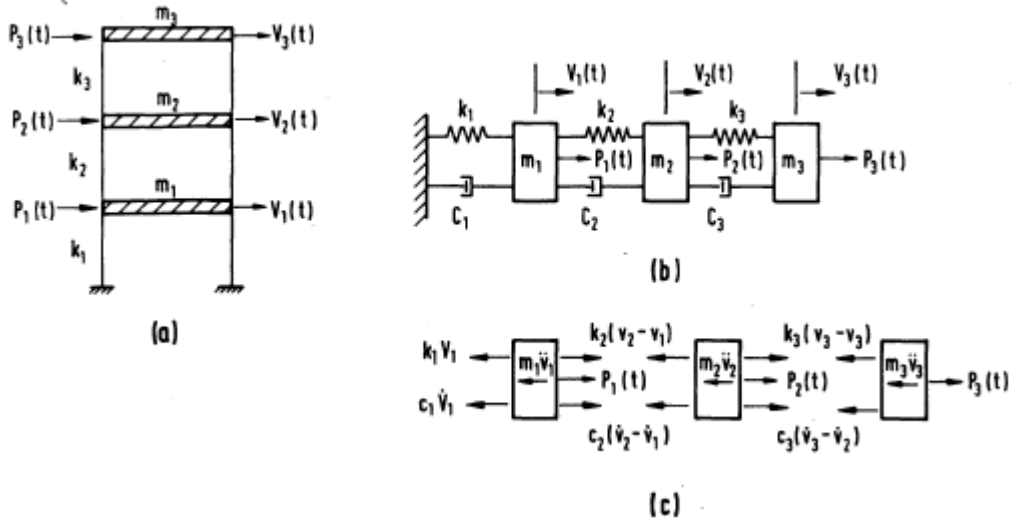 m₃
P₃(t)
V₃(t)
k₃
m₂
P₂(t)
V₂(t)
k₂
m₁
P₁(t)
V₁(t)
k₁
(a)
V₁(t)
V₂(t)
V₃(t)
k₁
k₂
k₃
m₁
P₁(t)
m₂
P₂(t)
m₃
P₃(t)
C₁
C₂
C₃
(b)
k₂(v₂-v₁)
k₃(v₃-v₃)
k₁V₁
m₁v̈₁
P₁(t)
m₂v̈₂
P₂(t)
m₃v̈₃
P₃(t)
c₁V̇₁
c₂(v̇₂-v̇₁)
c₃(v̇₃-v̇₂)
(c)